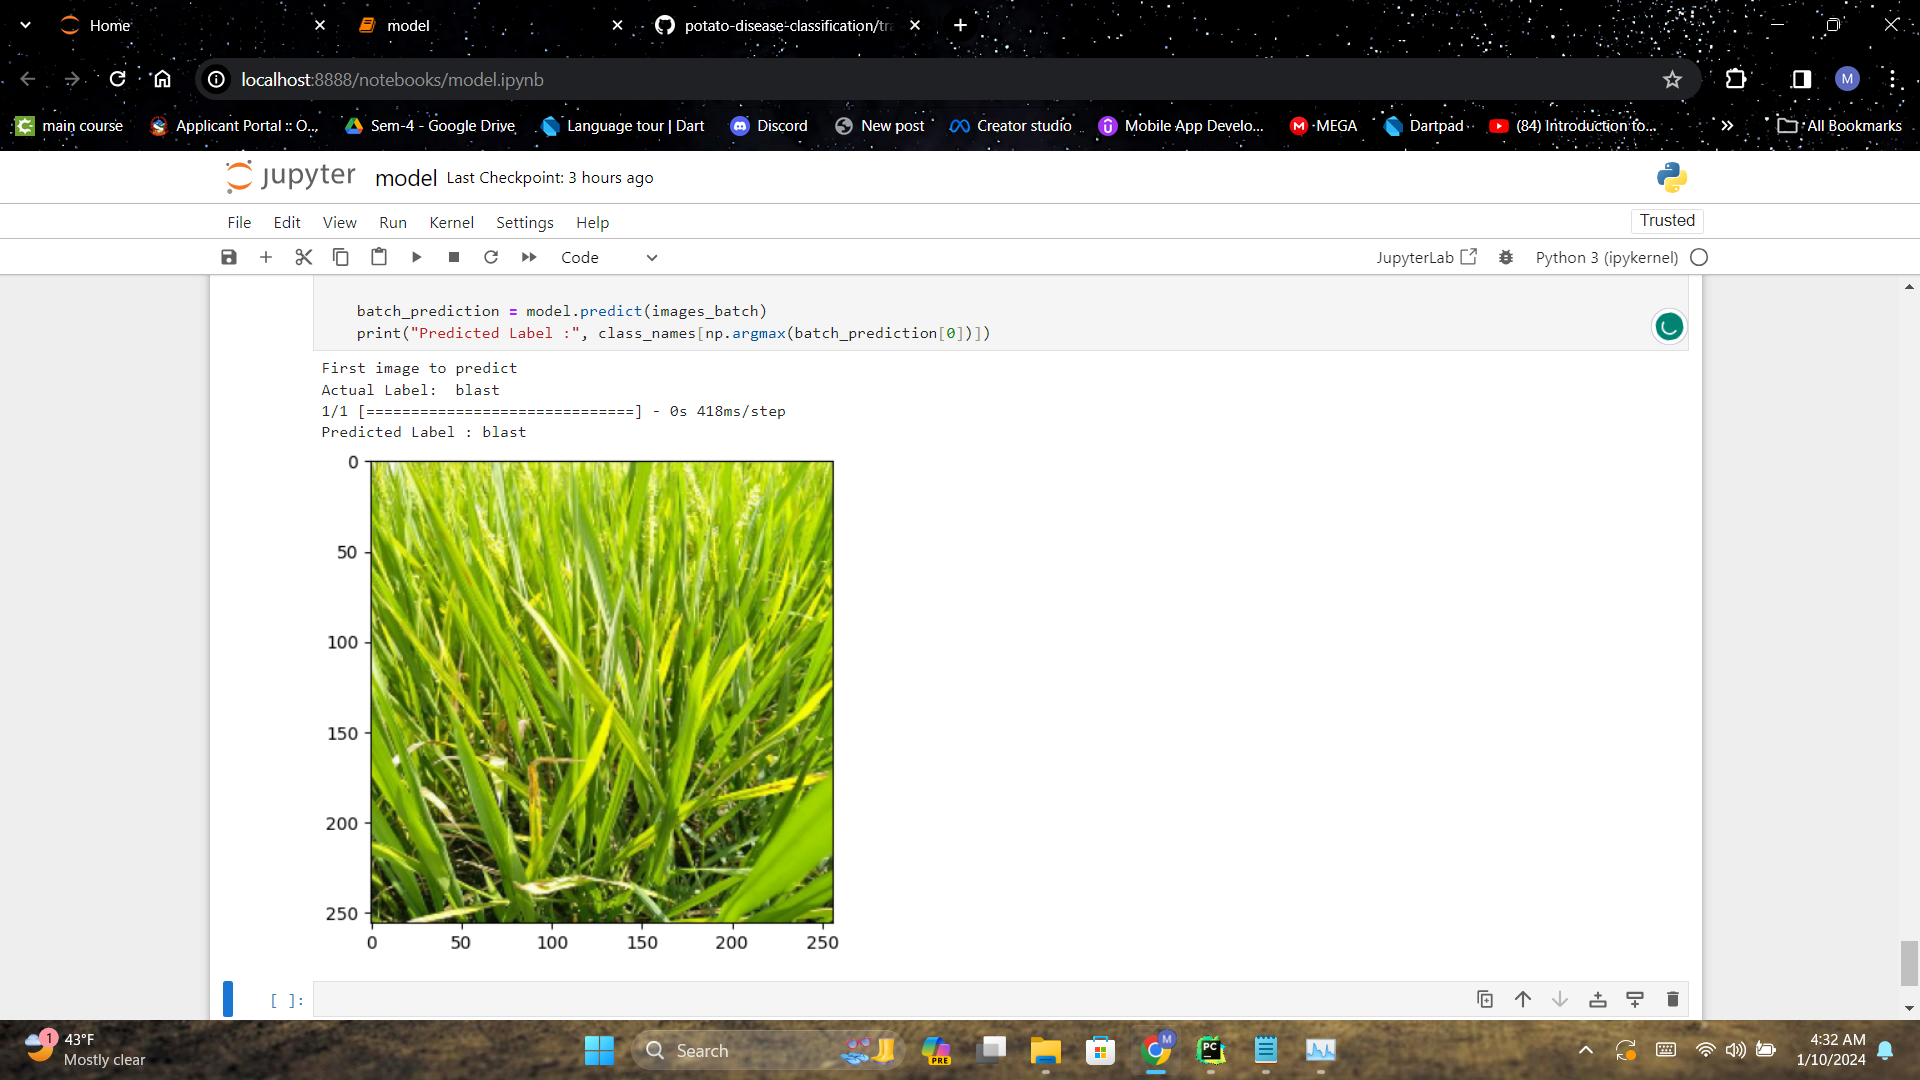 Home
model
potato-disease-classification/tra
localhost:8888/notebooks/model.ipynb
M
main course
Applicant Portal :: O...
Sem-4 - Google Drive
Language tour | Dart
Discord
New post
Creator studio
Mobile App Develo...
MEGA
Dartpad
(84) Introduction to...
All Bookmarks
jupyter
model
Last Checkpoint: 3 hours ago
File
Edit
View
Run
Kernel
Settings
Help
Trusted
Code
JupyterLab
Python 3 (ipykernel)
batch_prediction = model.predict(images_batch)
print("Predicted Label :", class_names[np.argmax(batch_prediction[0])])
First image to predict
Actual Label:  blast
1/1 [==============================] - 0s 418ms/step
Predicted Label : blast
0
50
100
150
200
250
0
50
100
150
200
250
[ ]:
1
43°F
Mostly clear
Search
PRE
M
PC
4:32 AM
1/10/2024